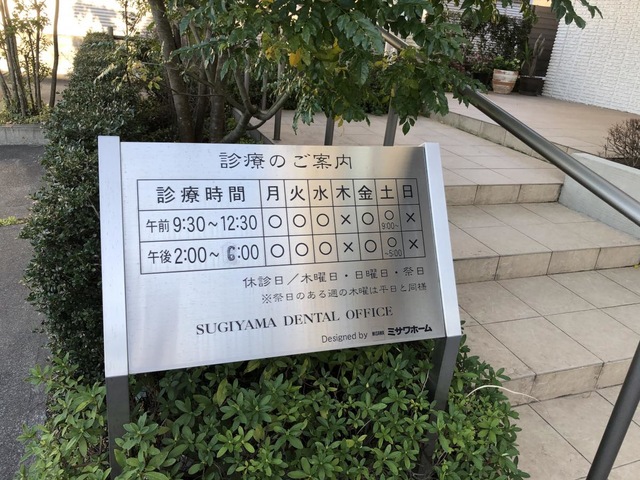 診療のご案内
診療時間 月 火 水 木 金 土 日
午前 9:30～12:30 ○ ○ ○ × ○ ○ 9:00～ ×
午後 2:00～ 6:00 ○ ○ ○ × ○ ○ ～5:00 ×
休診日／木曜日・日曜日・祭日
※祭日のある週の木曜は平日と同様
SUGIYAMA DENTAL OFFICE
Designed by MISAWA ミサワホーム